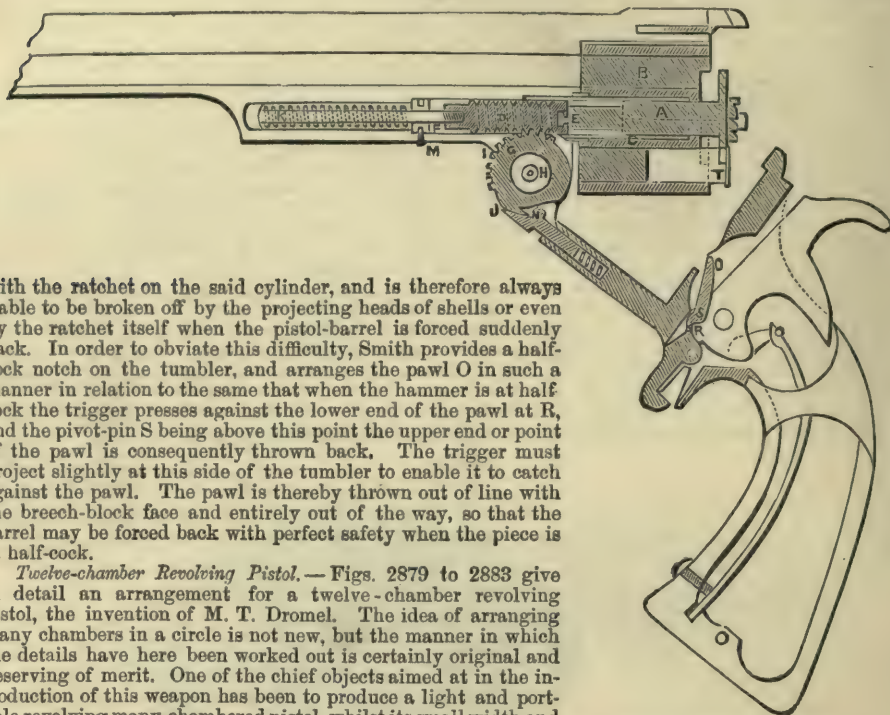 B
A
E
D
C
U
F
M
I
G
H
T
J
N
O
S
R
ith the ratchet on the said cylinder, and is therefore always
able to be broken off by the projecting heads of shells or even
y the ratchet itself when the pistol-barrel is forced suddenly
ack. In order to obviate this difficulty, Smith provides a half-
ock notch on the tumbler, and arranges the pawl O in such a
anner in relation to the same that when the hammer is at half-
ock the trigger presses against the lower end of the pawl at R,
nd the pivot-pin S being above this point the upper end or point
f the pawl is consequently thrown back. The trigger must
roject slightly at this side of the tumbler to enable it to catch
gainst the pawl. The pawl is thereby thrown out of line with
he breech-block face and entirely out of the way, so that the
arrel may be forced back with perfect safety when the piece is
half-cock.
Twelve-chamber Revolving Pistol.—Figs. 2879 to 2883 give
detail an arrangement for a twelve-chamber revolving
istol, the invention of M. T. Dromel. The idea of arranging
any chambers in a circle is not new, but the manner in which
he details have here been worked out is certainly original and
eserving of merit. One of the chief objects aimed at in the in-
oduction of this weapon has been to produce a light and port-